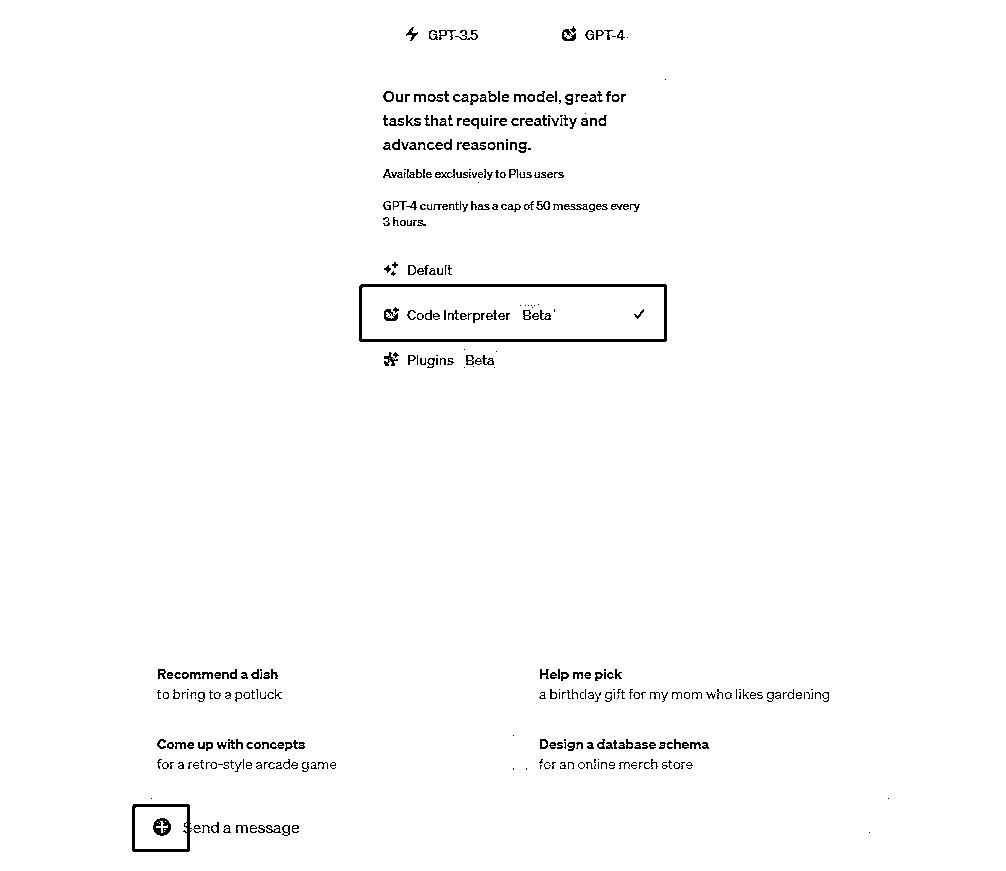 GPT-3.5 GPT-4
Our most capable model, great for
tasks that require creativity and
advanced reasoning.
Available exclusively to Plus users
GPT-4 currently has a cap of 50 messages every
3 hours.
Default
Code Interpreter Beta
Plugins Beta
Recommend a dish
to bring to a potluck
Help me pick
a birthday gift for my mom who likes gardening
Come up with concepts
for a retro-style arcade game
Design a database schema
for an online merch store
Send a message